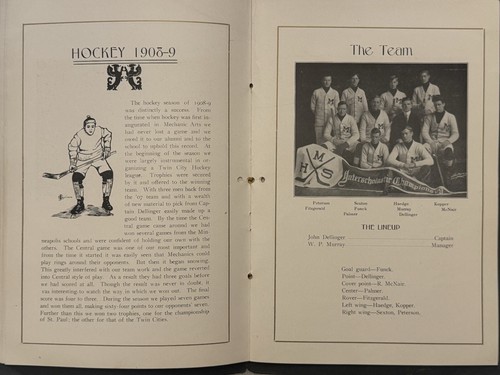 HOCKEY 1908-9
The hockey season of 1908-9
was distinctly a success. From
the time when hockey was first in-
augurated to Mechanic Arts we
had never lost a game and we
owed it to our alumni and to the
school to uphold this record. At
the beginning of the season we
were largely instrumental in or-
ganizing a Twin City Hockey
league. Trophies were secured
by it and offered to the winning
team. With three men back from
the '07 team and with a wealth
of new material to pick from Cap-
tain Dellinger easily made up a
grand team. By the time the Cen-
tral game came around we had
won several games from the Min-
neapolis schools and were confident of holding our own with the
others. The Central game was one of our most important and
from the time it started it was easily seen that Mechanics could
play rings around their opponents. But then it began snowing.
This greatly interfered with our team work and the game reverted
into Central style of play. As a result they had three goals before
we had scored at all. Though the result was never in doubt, it
was interesting to watch the way in which we won out. The final
score was four to three. During the season we played seven games
and won them all, making sixty-four points to our opponents' seven.
Further than this we won two trophies, one for the championship
of St. Paul; the other for that of the Twin Cities.
The Team
M
H S
Interscholastic Champions
Peterson Sexton Haedge Kopper
Fitzgerald Funck Murray McNair
Palmer Dellinger
THE LINEUP
John Dellinger Captain
W. P. Murray Manager
Goal guard—Funck.
Point—Dellinger.
Cover point—R. McNair.
Center—Palmer.
Rover—Fitzgerald.
Left wing—Haedge, Kopper.
Right wing—Sexton, Peterson.